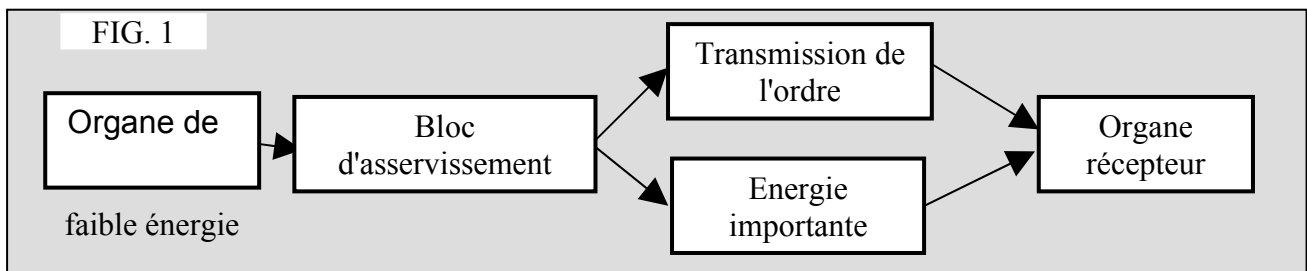 FIG. 1
Organe de
faible énergie
Bloc
d'asservissement
Transmission de
l'ordre
Energie
importante
Organe
récepteur